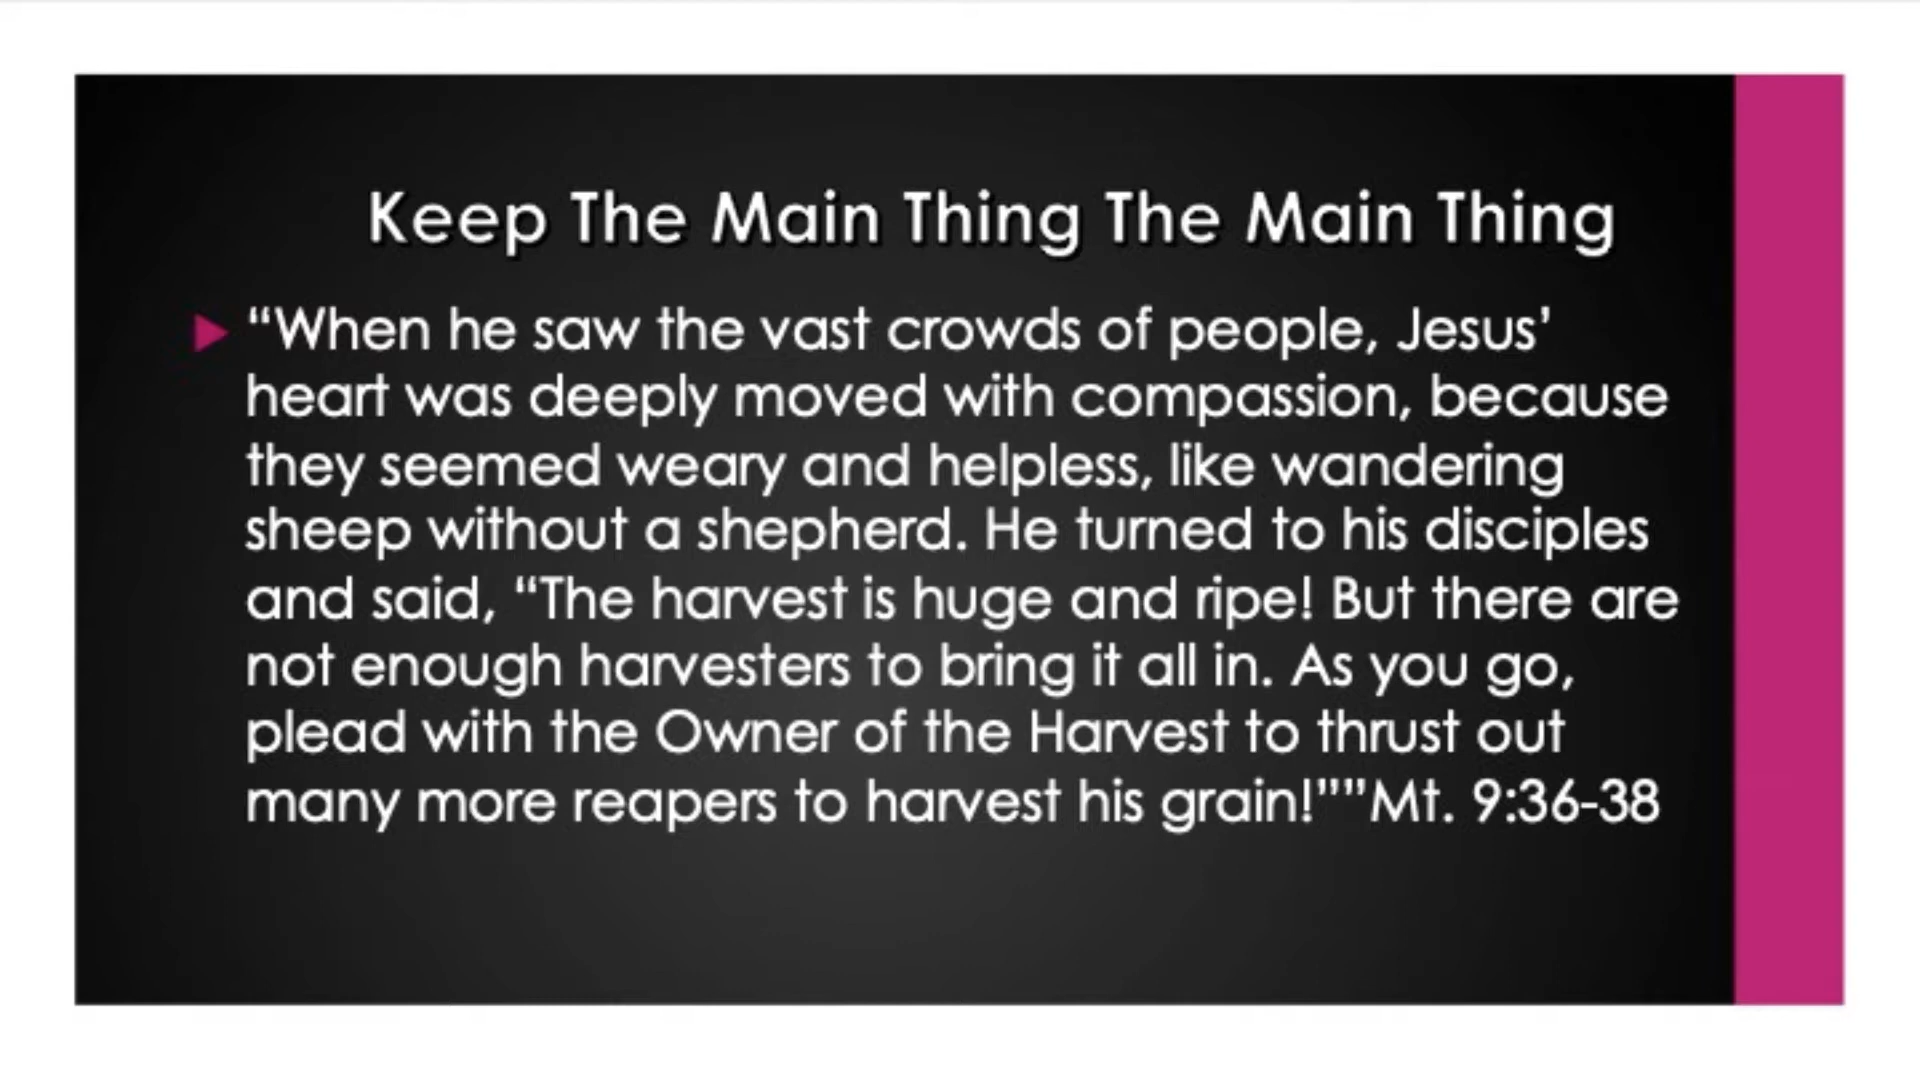 Keep The Main Thing The Main Thing
“When he saw the vast crowds of people, Jesus’
heart was deeply moved with compassion, because
they seemed weary and helpless, like wandering
sheep without a shepherd. He turned to his disciples
and said, “The harvest is huge and ripe! But there are
not enough harvesters to bring it all in. As you go,
plead with the Owner of the Harvest to thrust out
many more reapers to harvest his grain!””Mt. 9:36-38